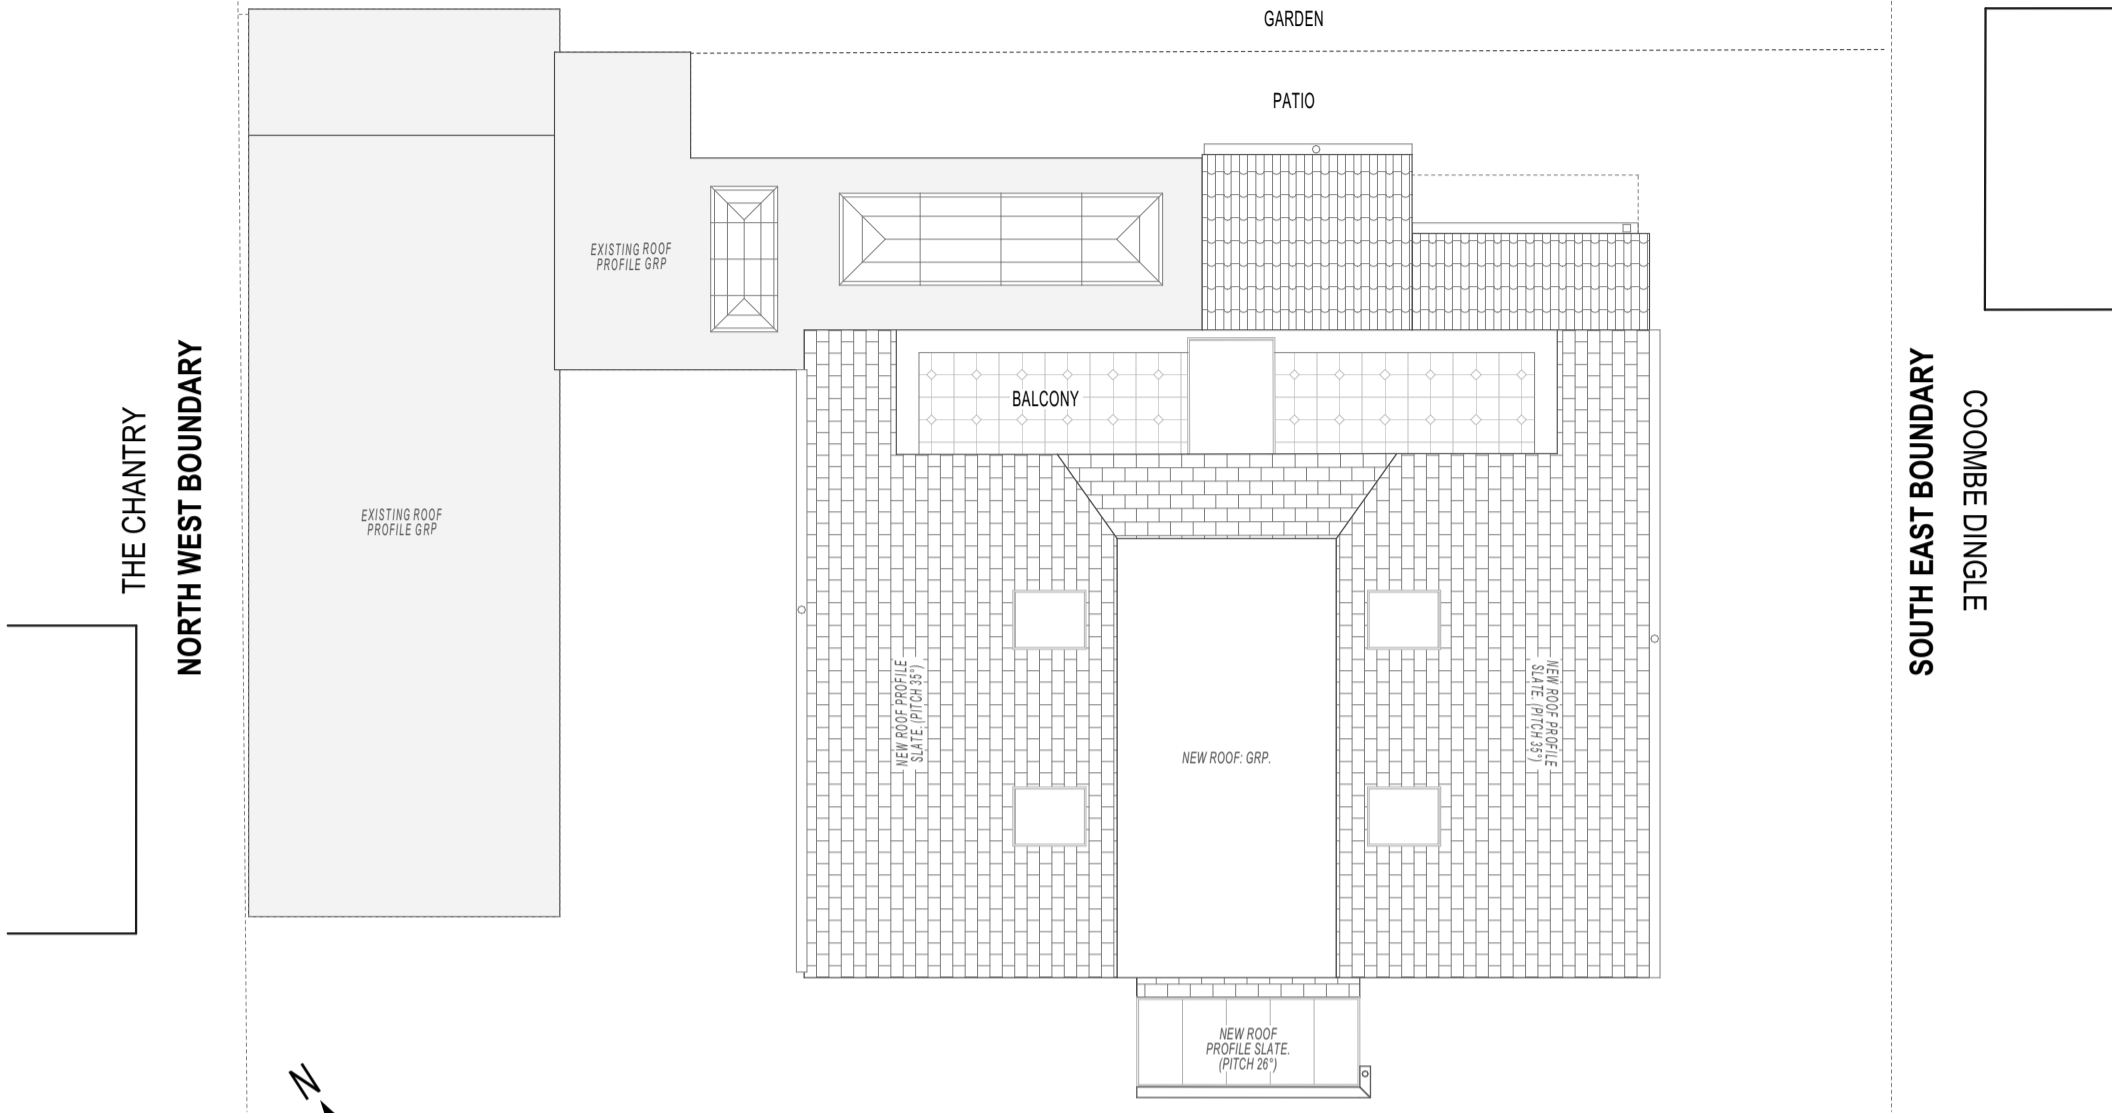 GARDEN
PATIO
EXISTING ROOF
PROFILE GRP
BALCONY
THE CHANTRY
NORTH WEST BOUNDARY
EXISTING ROOF
PROFILE GRP
SOUTH EAST BOUNDARY
COOMBE DINGLE
NEW ROOF PROFILE
SLATE. (PITCH 35°)
NEW ROOF: GRP.
NEW ROOF PROFILE
SLATE. (PITCH 35°)
NEW ROOF
PROFILE SLATE.
(PITCH 26°)
N